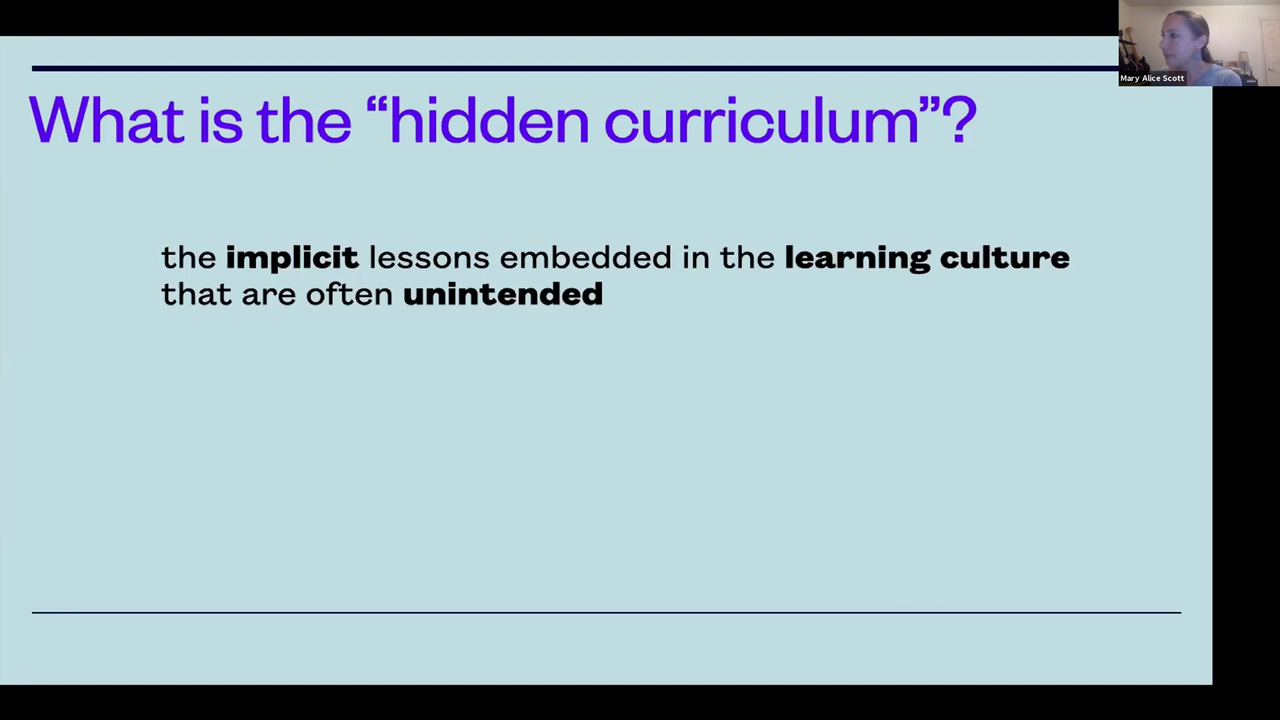 Mary Alice Scott
What is the “hidden curriculum”?
the implicit lessons embedded in the learning culture
that are often unintended